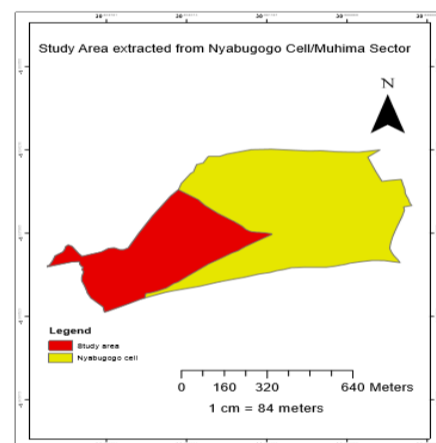 Study Area extracted from Nyabugogo Cell/Muhima Sector
N
Legend
Study area
Nyabugogo cell
0 160 320 640 Meters
1 cm = 84 meters